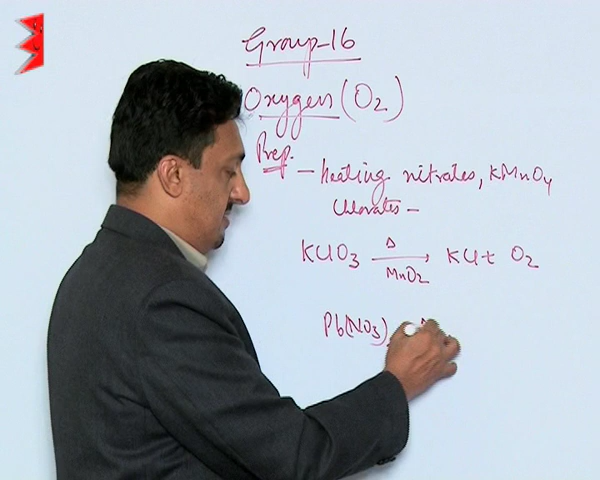 Group-16
Oxygen (O2)
Prep.
- heating nitrates, KMnO4
Chlorates -
KClO3 Δ MnO2 → KCl + O2
Pb(NO3)2 Δ